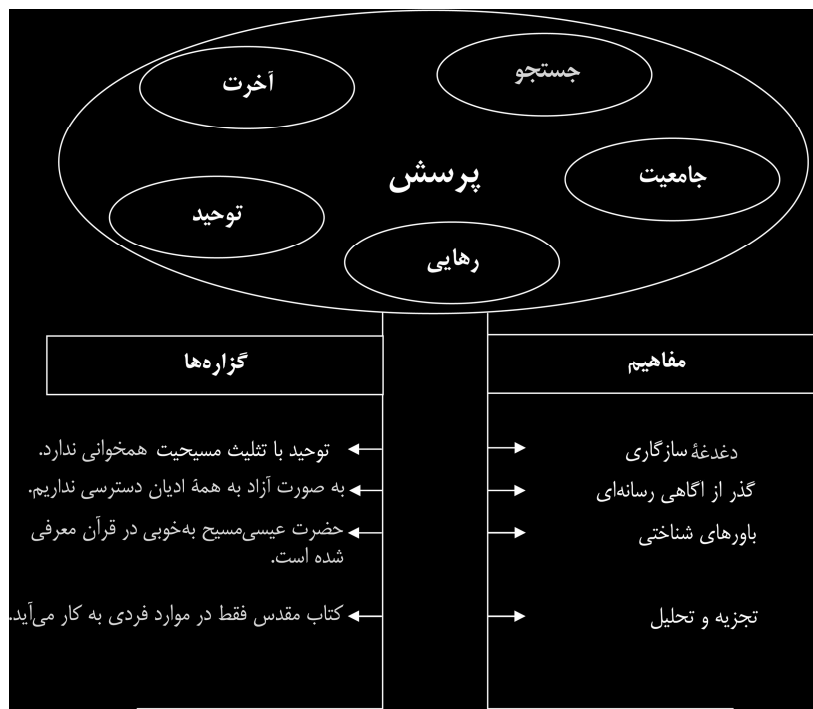 جستجو
آخرت
جامعیت
پرسش
توحید
رهایی
مفاهیم
گزاره‌ها
دغدغهٔ سازگاری
توحید با تثلیث مسیحیت همخوانی ندارد.
گذر از آگاهی رسانه‌ای
به صورت آزاد به همهٔ ادیان دسترسی نداریم.
باورهای شناختی
حضرت عیسی‌مسیح به‌خوبی در قرآن معرفی
شده است.
تجزیه و تحلیل
کتاب مقدس فقط در موارد فردی به کار می‌آید.